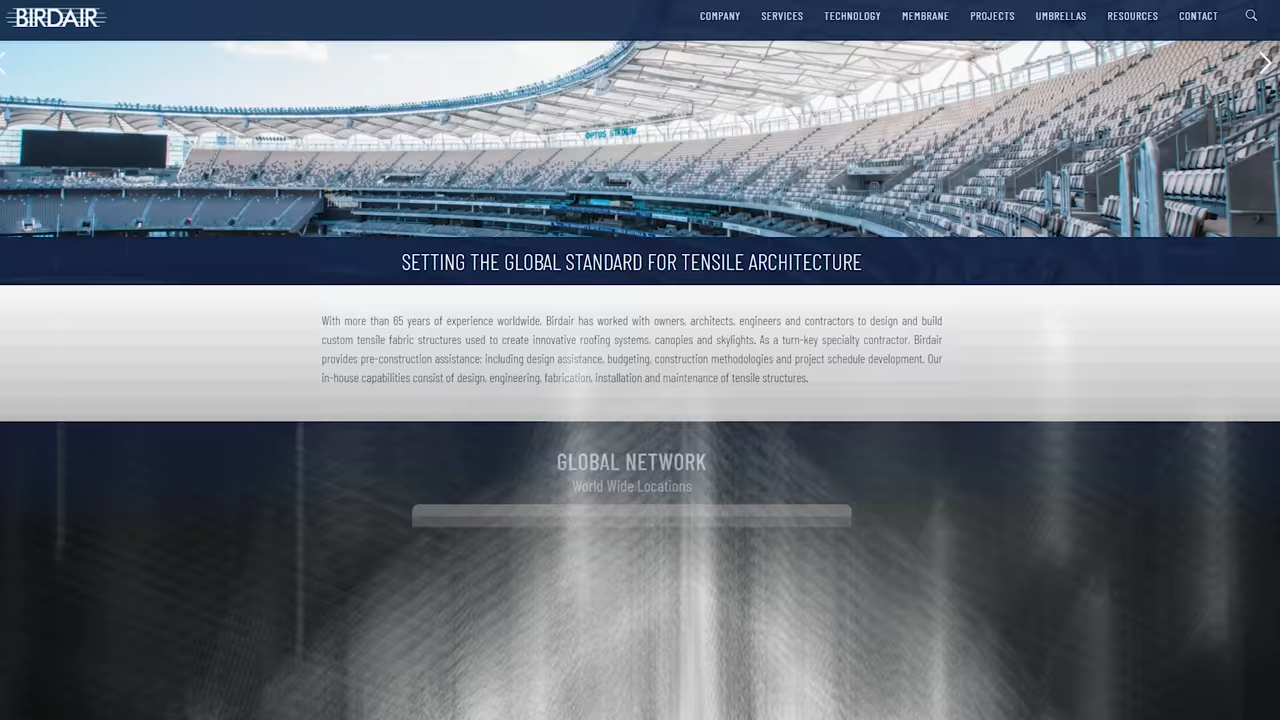 BIRDAIR
COMPANY SERVICES TECHNOLOGY MEMBRANE PROJECTS UMBRELLAS RESOURCES CONTACT
OPTUS STADIUM
SETTING THE GLOBAL STANDARD FOR TENSILE ARCHITECTURE
With more than 65 years of experience worldwide, Birdair has worked with owners, architects, engineers and contractors to design and build
custom tensile fabric structures used to create innovative roofing systems, canopies and skylights. As a turn-key specialty contractor, Birdair
provides pre-construction assistance; including design assistance, budgeting, construction methodologies and project schedule development. Our
in-house capabilities consist of design, engineering, fabrication, installation and maintenance of tensile structures.
GLOBAL NETWORK
World Wide Locations